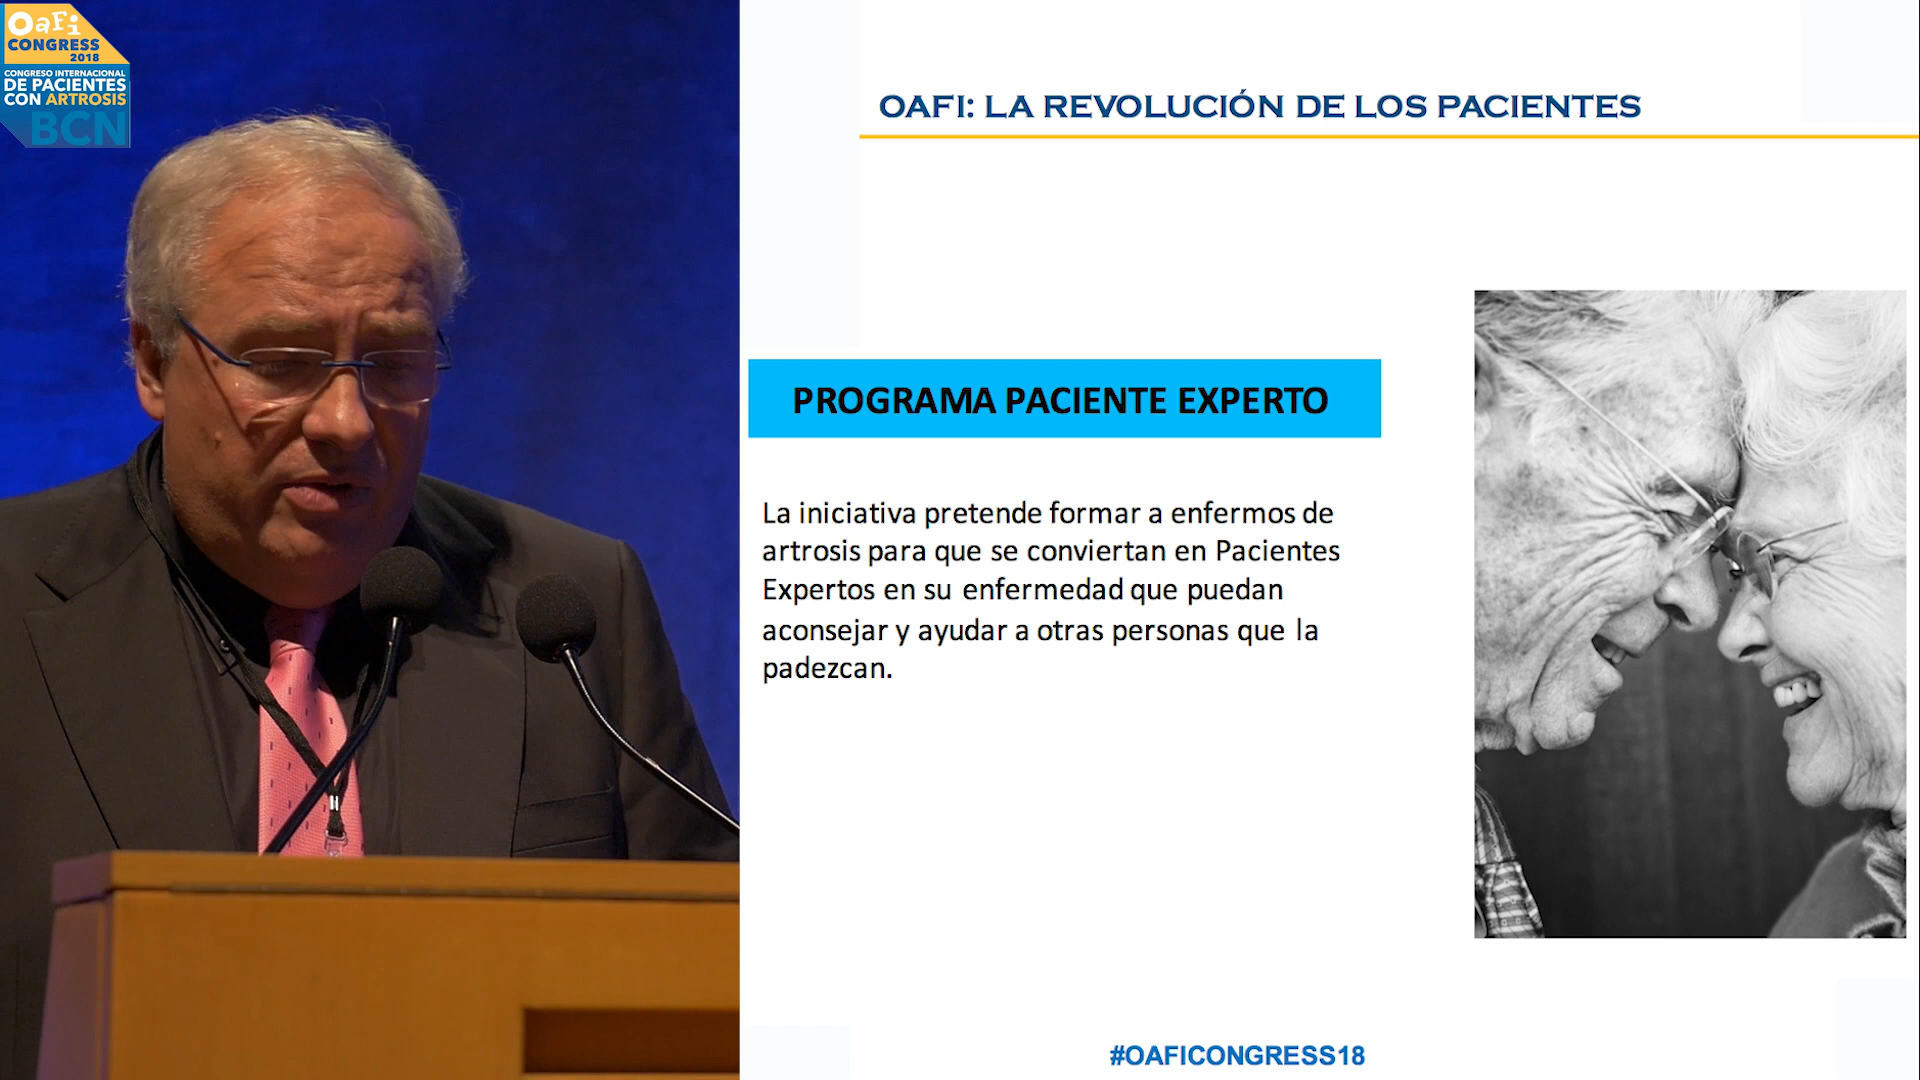 OaFi
CONGRESS
2018
CONGRESO INTERNACIONAL
DE PACIENTES
CON ARTROSIS
BCN
OAFI: LA REVOLUCIÓN DE LOS PACIENTES
PROGRAMA PACIENTE EXPERTO
La iniciativa pretende formar a enfermos de
artrosis para que se conviertan en Pacientes
Expertos en su enfermedad que puedan
aconsejar y ayudar a otras personas que la
padezcan.
#OAFICONGRESS18